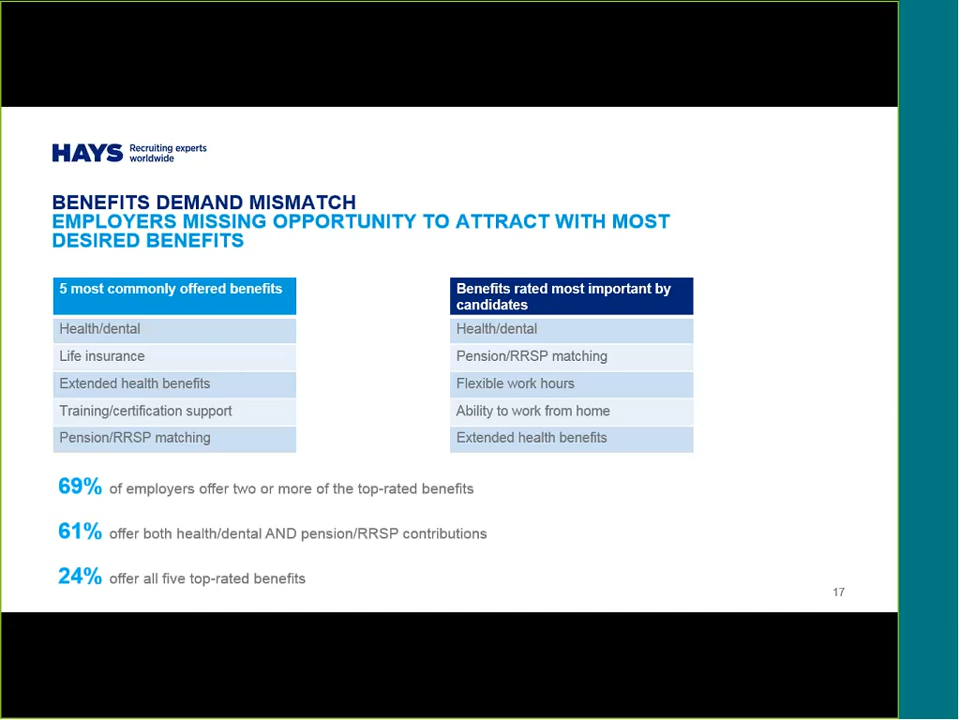 HAYS Recruiting experts
worldwide
BENEFITS DEMAND MISMATCH
EMPLOYERS MISSING OPPORTUNITY TO ATTRACT WITH MOST
DESIRED BENEFITS
5 most commonly offered benefits
Health/dental
Life insurance
Extended health benefits
Training/certification support
Pension/RRSP matching
Benefits rated most important by
candidates
Health/dental
Pension/RRSP matching
Flexible work hours
Ability to work from home
Extended health benefits
69% of employers offer two or more of the top-rated benefits
61% offer both health/dental AND pension/RRSP contributions
24% offer all five top-rated benefits
17